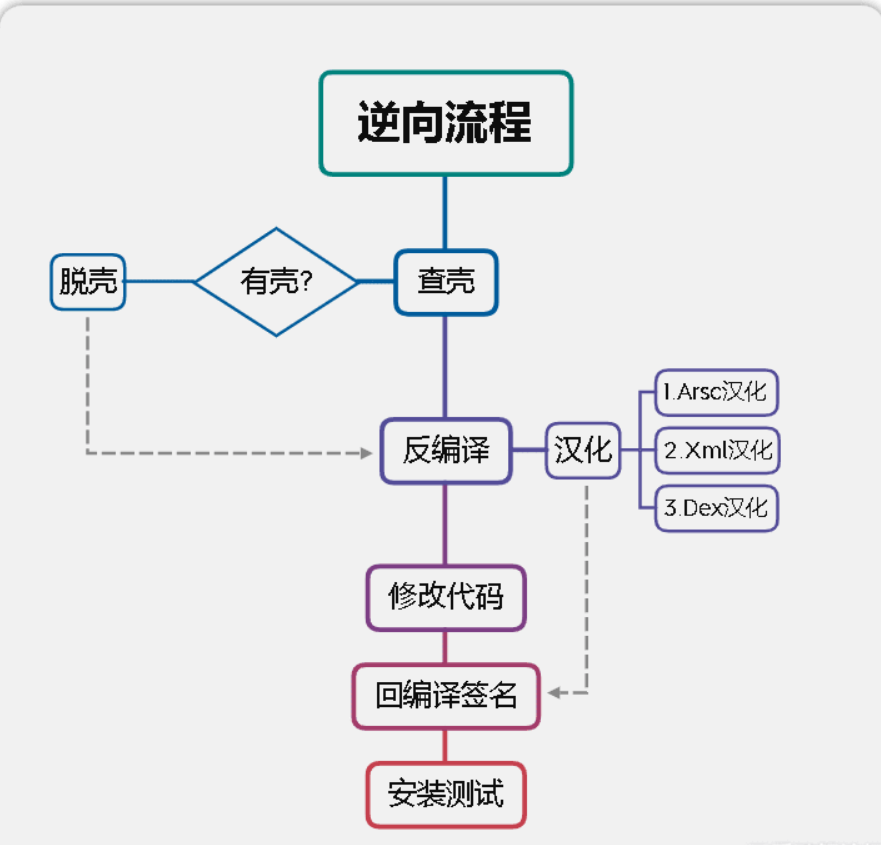 逆向流程
脱壳
有壳?
查壳
反编译
汉化
1.Arsc汉化
2.Xml汉化
3.Dex汉化
修改代码
回编译签名
安装测试